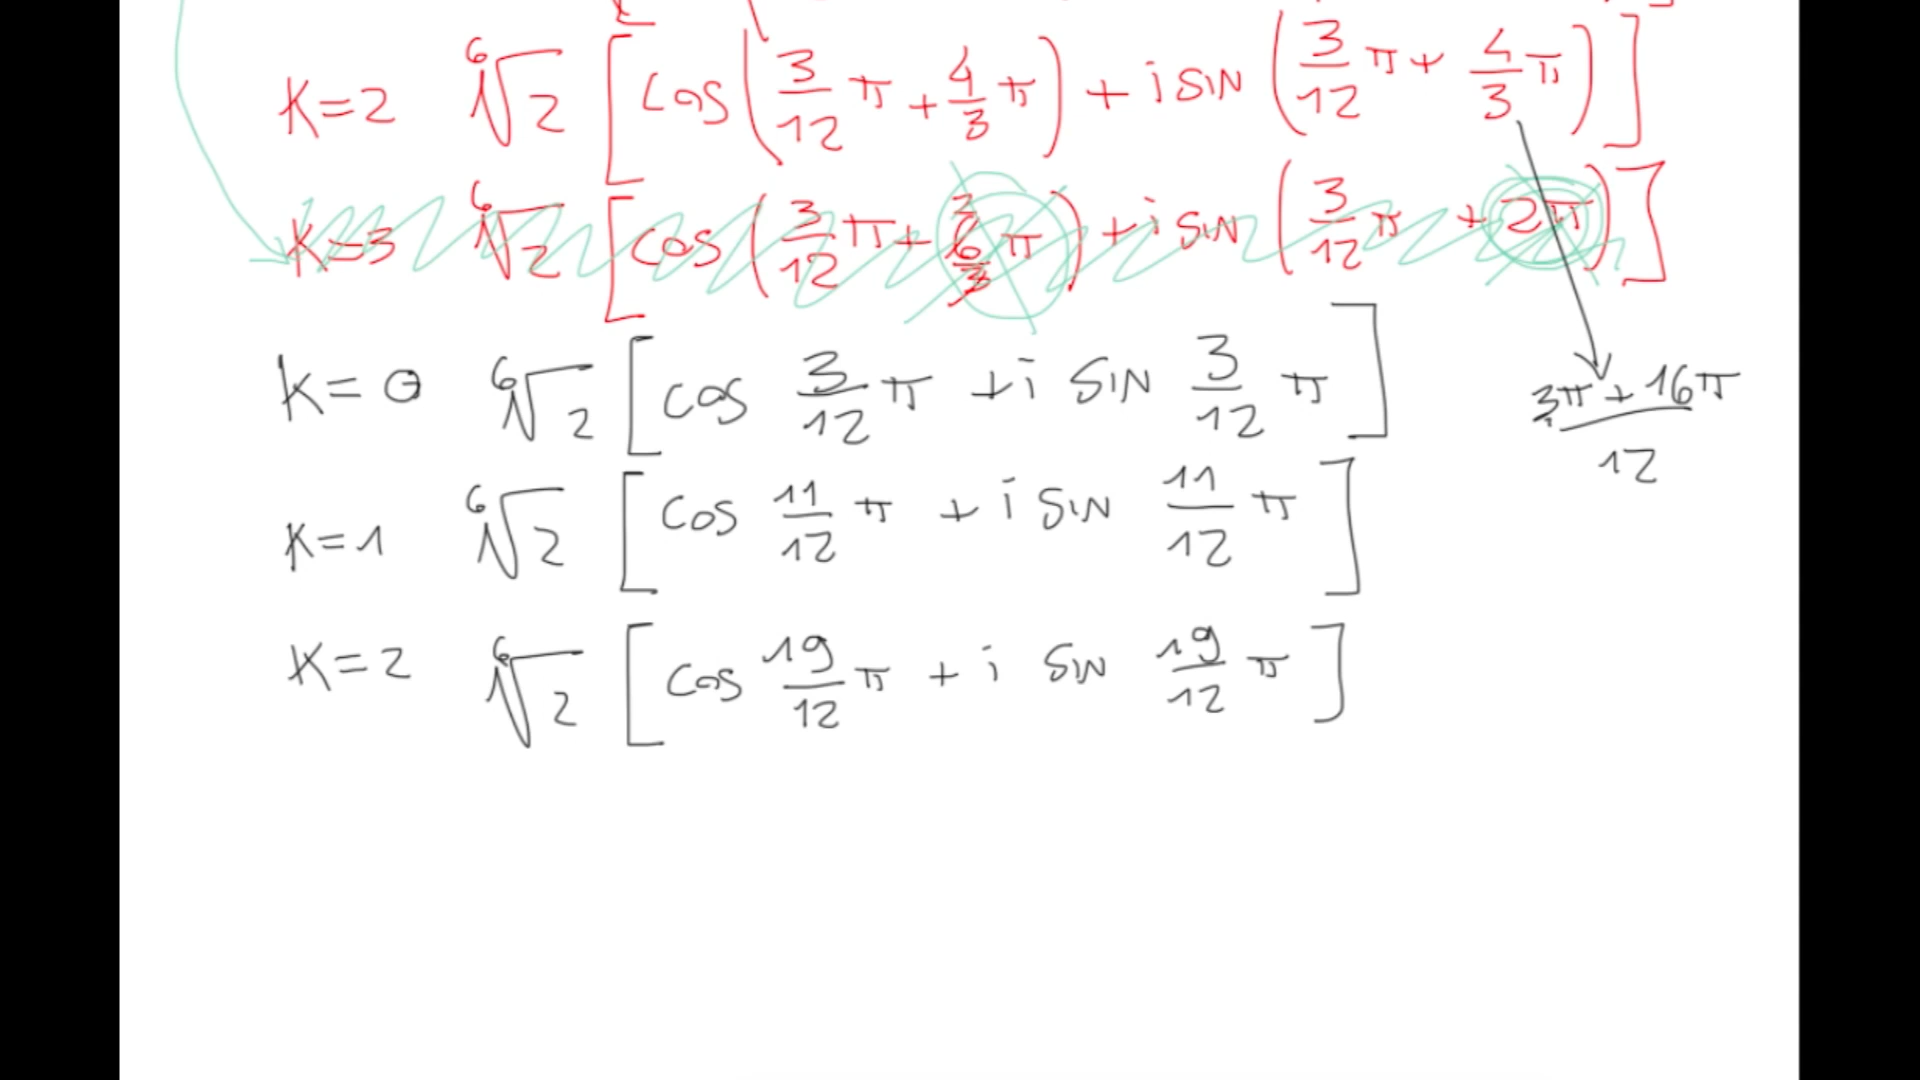 K=2 ⁶√2 [cos(3/12 π + 4/3 π) + i sin(3/12 π + 4/3 π)]
K=3 ⁶√2 [cos(3/12 π + 6/3 π) + i sin(3/12 π + 2π)]
K=0 ⁶√2 [cos 3/12 π + i sin 3/12 π]
(3π + 16π)/12
K=1 ⁶√2 [cos 11/12 π + i sin 11/12 π]
K=2 ⁶√2 [cos 19/12 π + i sin 19/12 π]